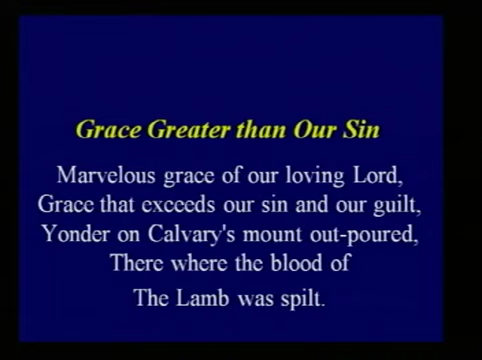 Grace Greater than Our Sin
Marvelous grace of our loving Lord,
Grace that exceeds our sin and our guilt,
Yonder on Calvary's mount out-poured,
There where the blood of
The Lamb was spilt.